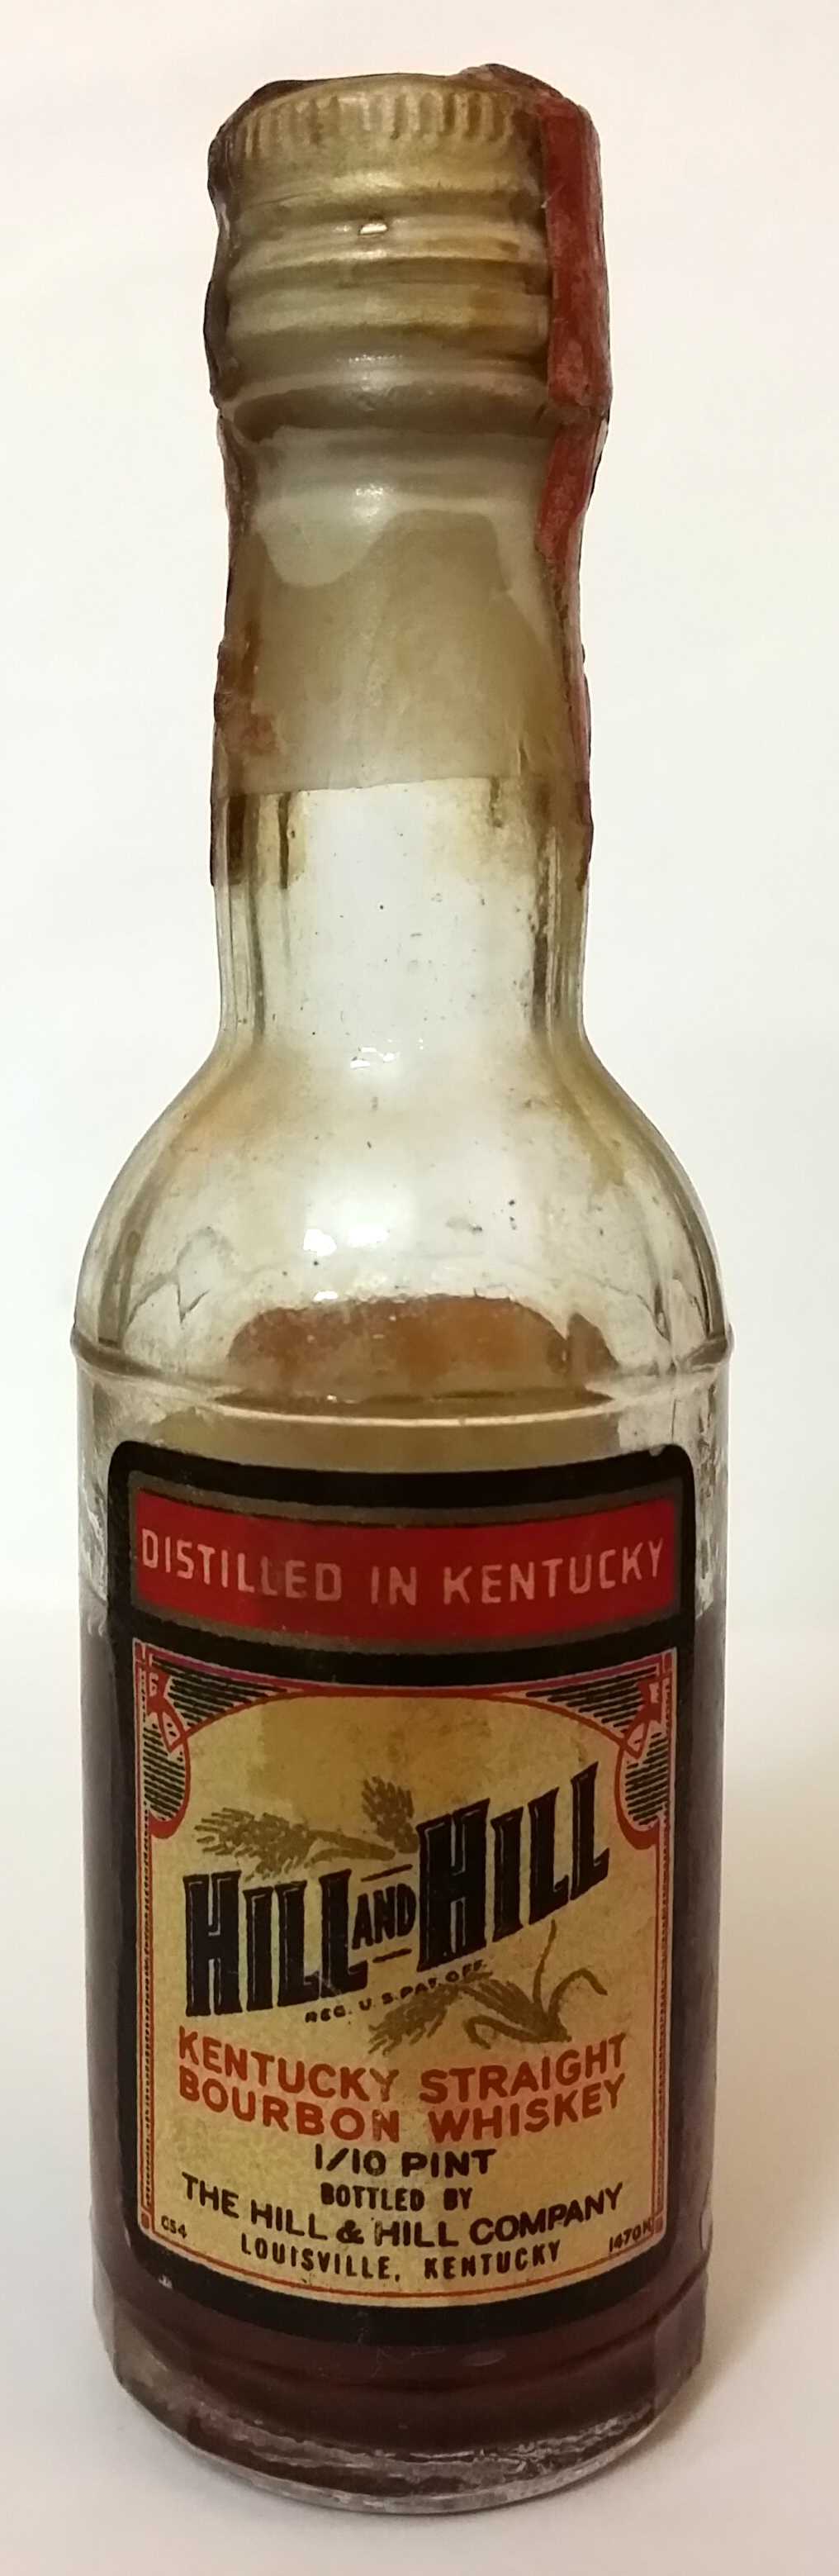 DISTILLED IN KENTUCKY
HILL AND HILL
REG. U.S. PAT. OFF.
KENTUCKY STRAIGHT
BOURBON WHISKEY
1/10 PINT
BOTTLED BY
THE HILL & HILL COMPANY
LOUISVILLE, KENTUCKY
C54
1470H